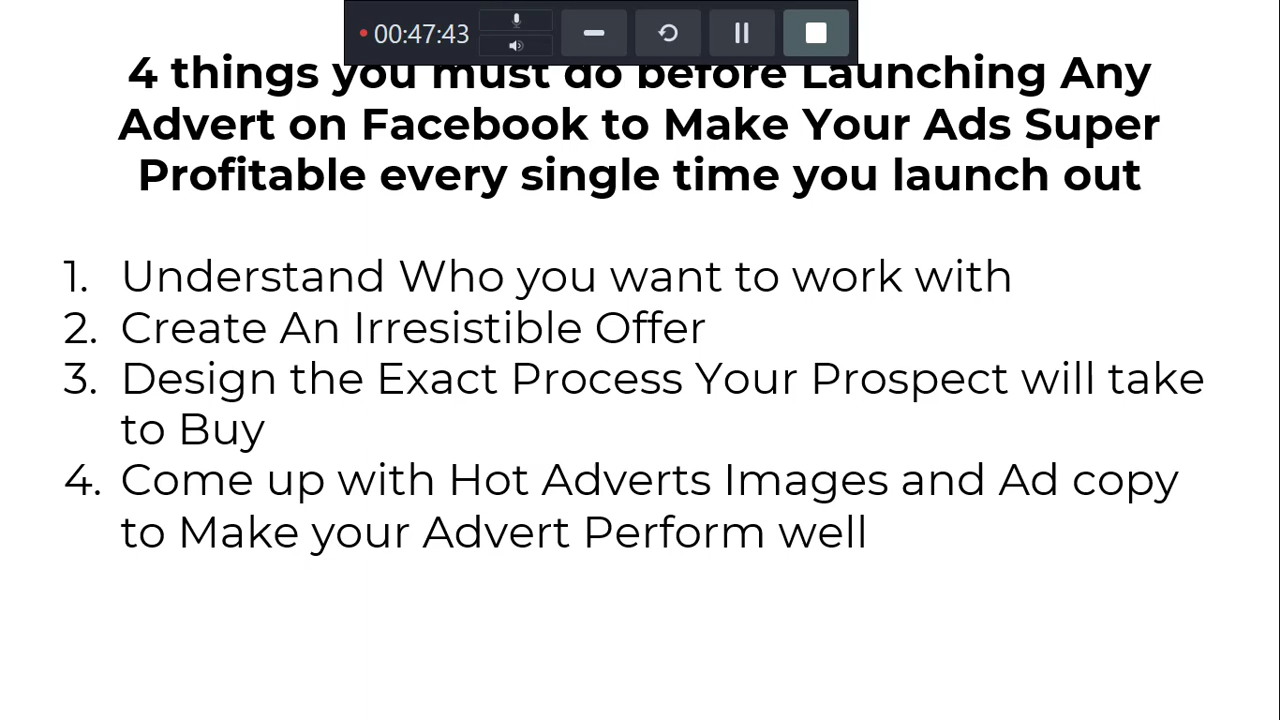 00:47:43
4 things you must do before Launching Any
Advert on Facebook to Make Your Ads Super
Profitable every single time you launch out
1. Understand Who you want to work with
2. Create An Irresistible Offer
3. Design the Exact Process Your Prospect will take
to Buy
4. Come up with Hot Adverts Images and Ad copy
to Make your Advert Perform well